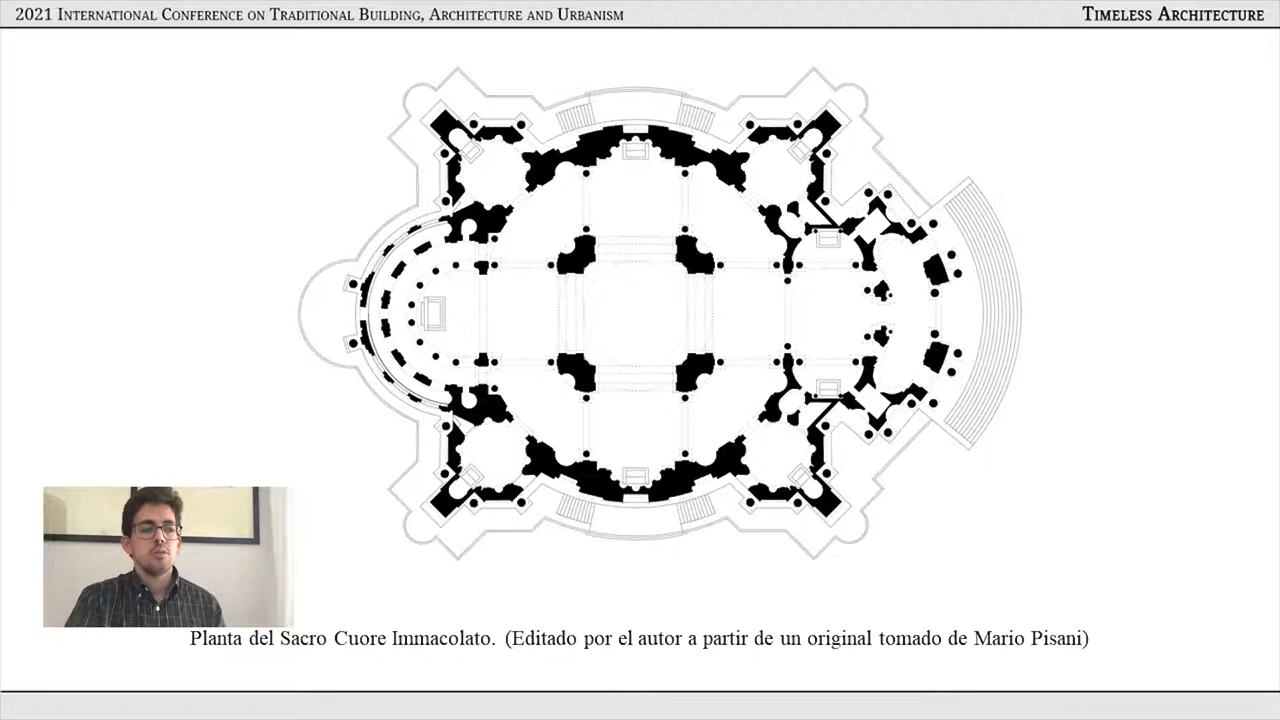 2021 International Conference on Traditional Building, Architecture and Urbanism
Timeless Architecture
Planta del Sacro Cuore Immacolato. (Editado por el autor a partir de un original tomado de Mario Pisani)